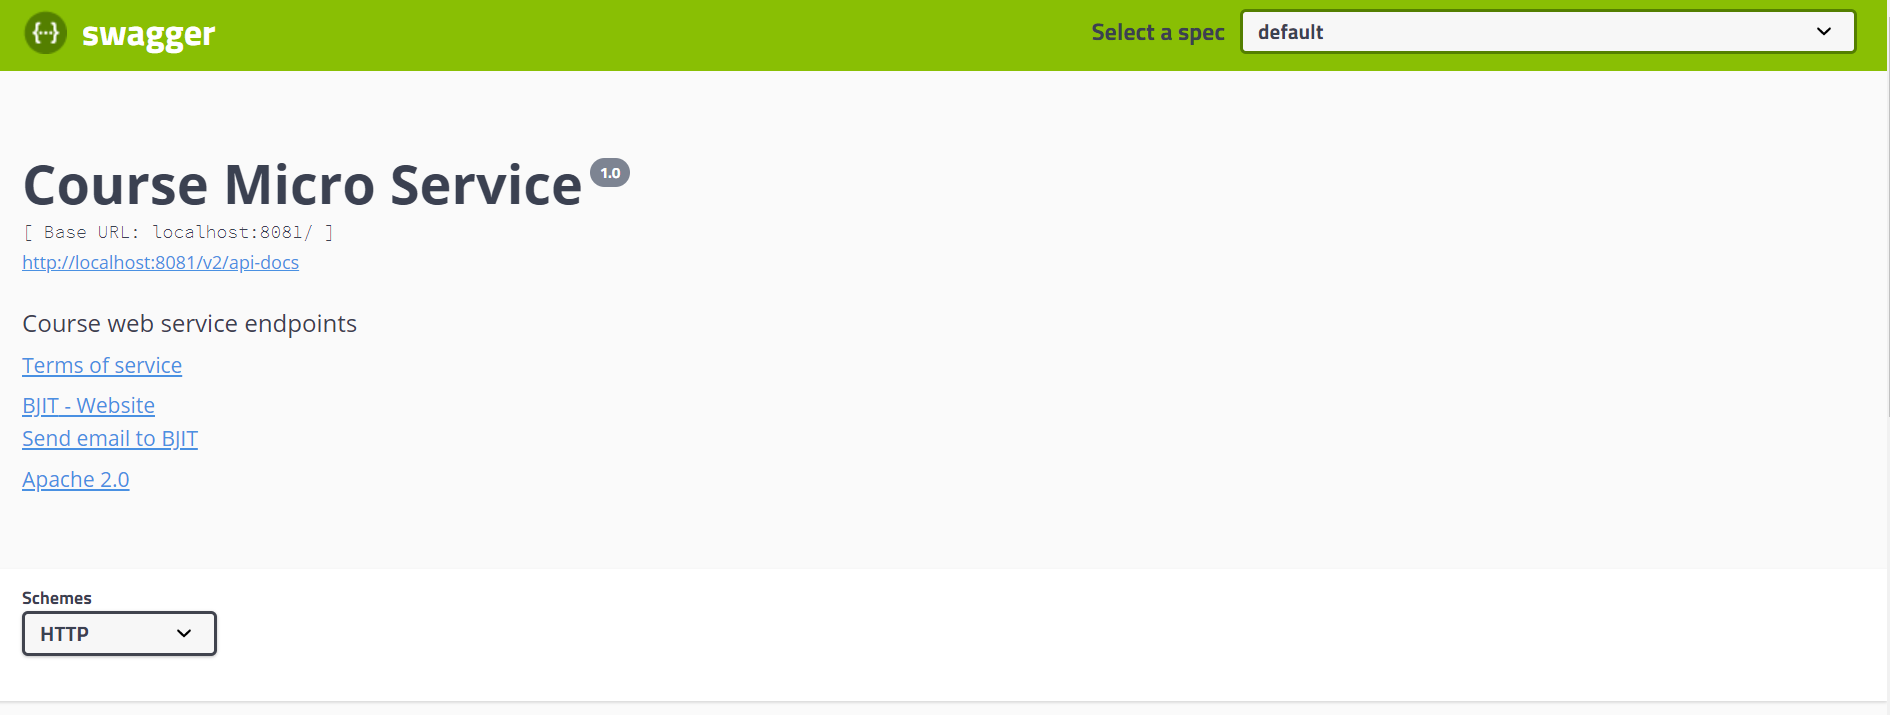 {...} swagger
Select a spec default
Course Micro Service 1.0
[ Base URL: localhost:8081/ ]
http://localhost:8081/v2/api-docs
Course web service endpoints
Terms of service
BJIT - Website
Send email to BJIT
Apache 2.0
Schemes
HTTP